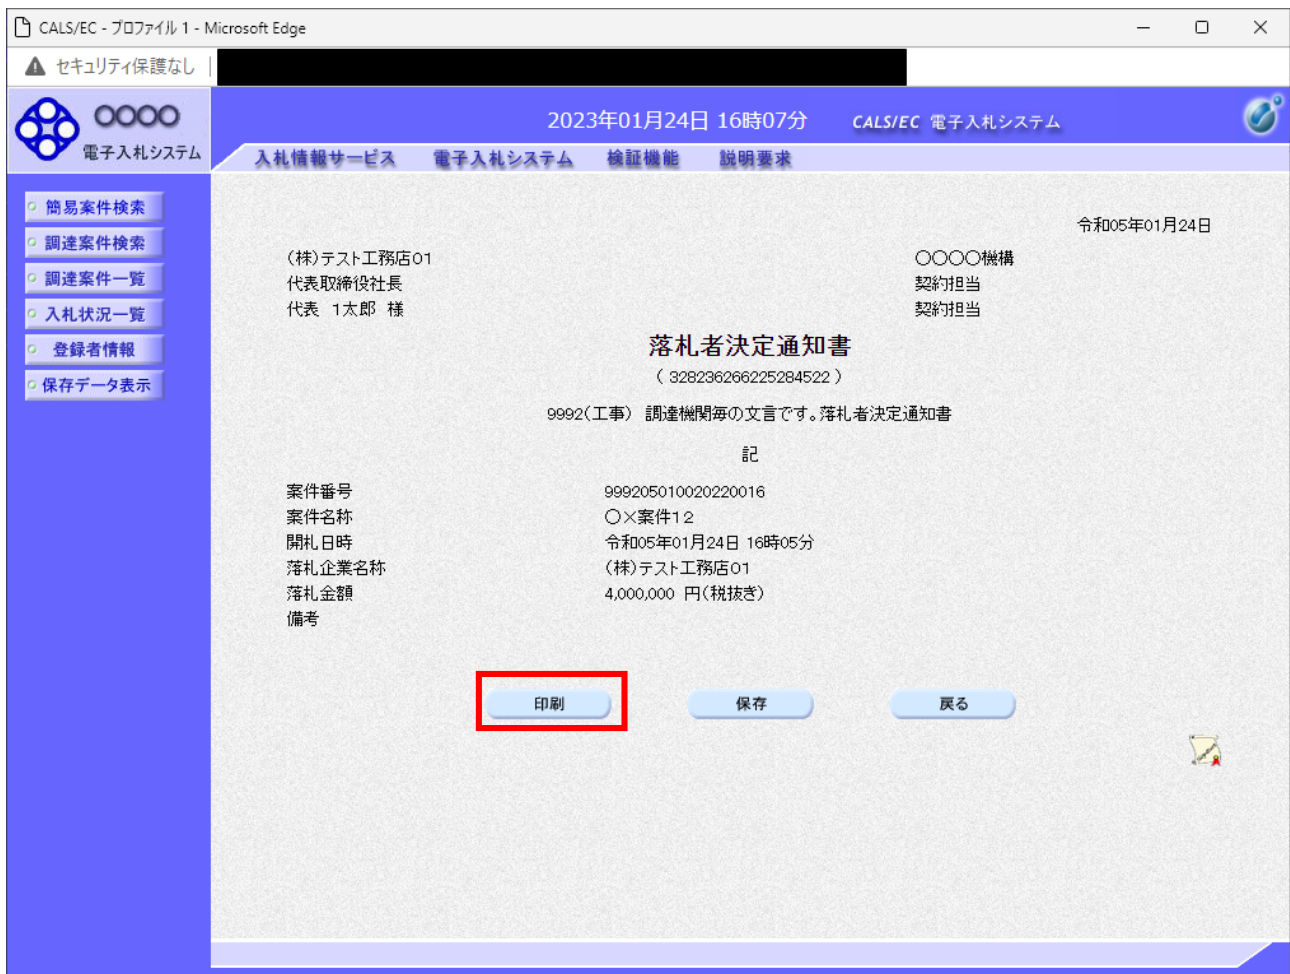 CALS/EC - プロファイル 1 - Microsoft Edge
セキュリティ保護なし
〇〇〇〇
電子入札システム
2023年01月24日 16時07分
CALS/EC 電子入札システム
入札情報サービス 電子入札システム 検証機能 説明要求
簡易案件検索
調達案件検索
調達案件一覧
入札状況一覧
登録者情報
保存データ表示
令和05年01月24日
(株)テスト工務店01
〇〇〇〇機構
代表取締役社長
契約担当
代表 1太郎 様
契約担当
落札者決定通知書
( 328236266225284522 )
9992(工事) 調達機関毎の文言です。落札者決定通知書
記
案件番号 999205010020220016
案件名称 〇×案件12
開札日時 令和05年01月24日 16時05分
落札企業名称 (株)テスト工務店01
落札金額 4,000,000 円(税抜き)
備考
印刷 保存 戻る